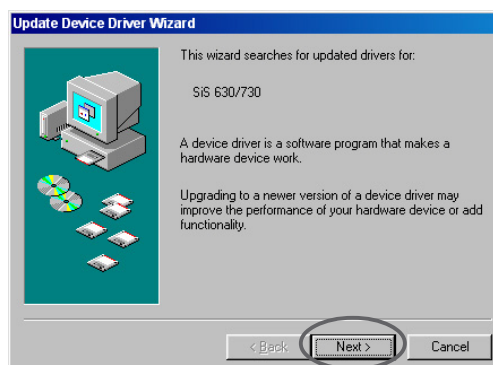 Update Device Driver Wizard
This wizard searches for updated drivers for:
SiS 630/730
A device driver is a software program that makes a
hardware device work.
Upgrading to a newer version of a device driver may
improve the performance of your hardware device or add
functionality.
< Back
Next >
Cancel